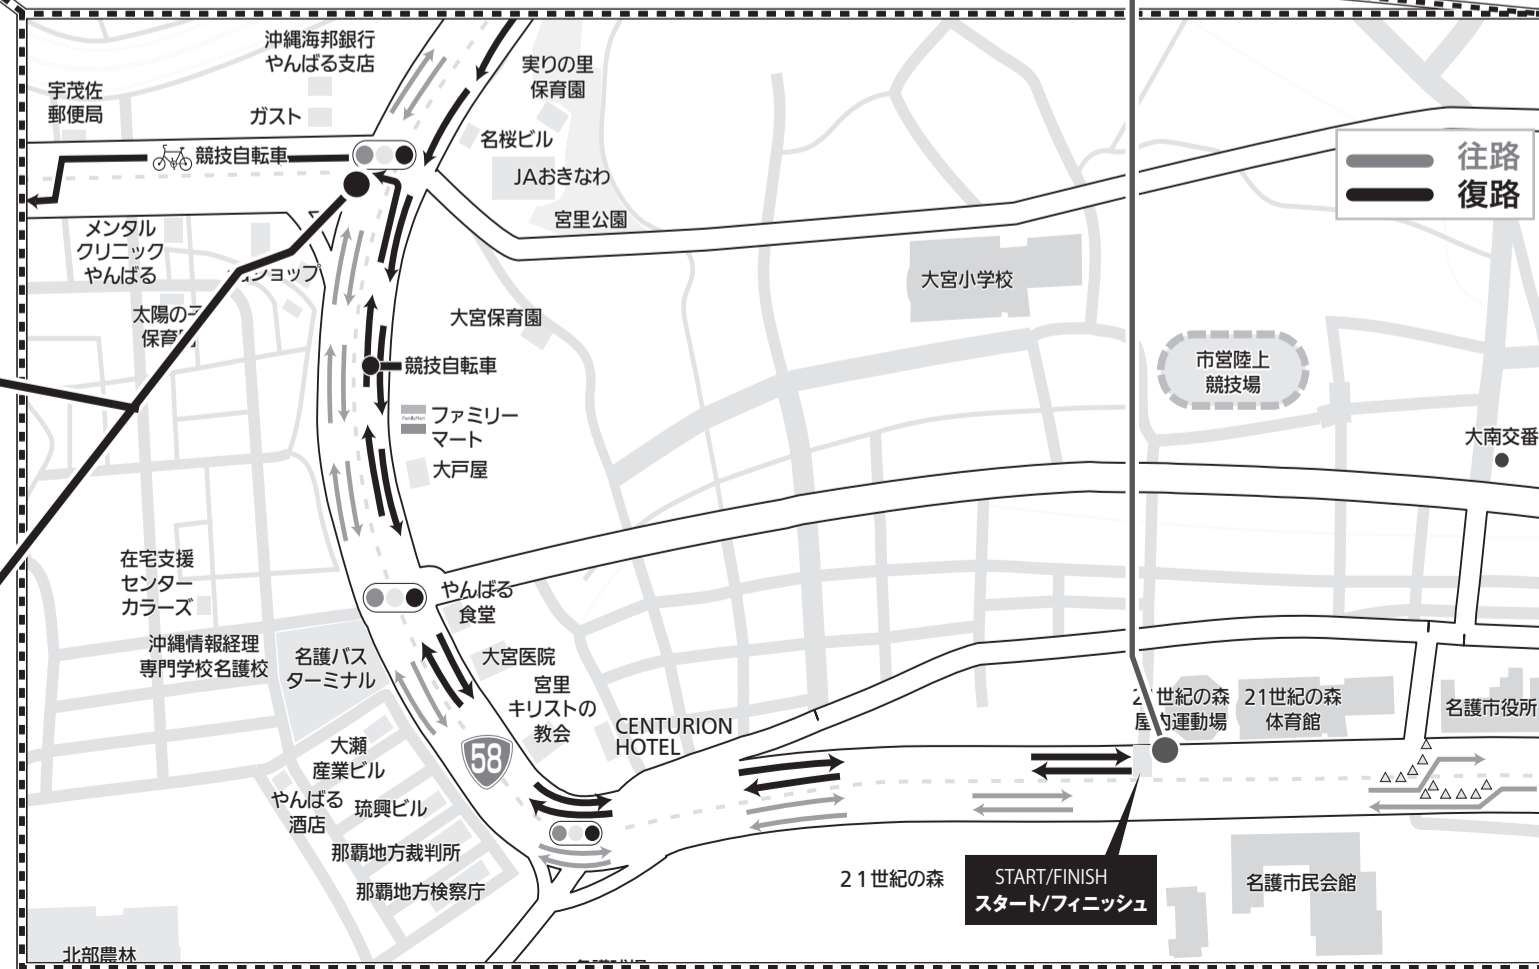 沖縄海邦銀行
やんばる支店
宇茂佐
郵便局
ガスト
実りの里
保育園
名桜ビル
JAおきなわ
宮里公園
競技自転車
往路
復路
メンタル
クリニック
やんばる
ショップ
太陽の子
保育
大宮保育園
大宮小学校
市営陸上
競技場
競技自転車
FamilyMart
ファミリー
マート
大戸屋
大南交番
在宅支援
センター
カラーズ
やんばる
食堂
沖縄情報経理
専門学校名護校
名護バス
ターミナル
大宮医院
宮里
キリストの
教会
CENTURION
HOTEL
21世紀の森
屋内運動場
21世紀の森
体育館
名護市役所
58
大瀬
産業ビル
やんばる
酒店
琉興ビル
那覇地方裁判所
那覇地方検察庁
21世紀の森
START/FINISH
スタート/フィニッシュ
名護市民会館
北部農林